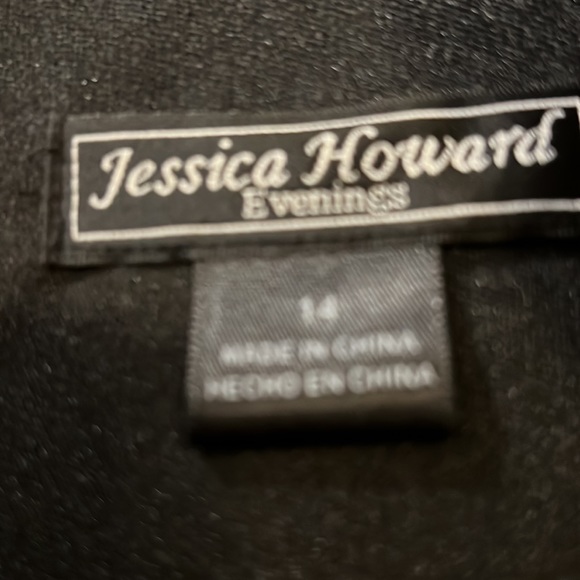 Jessica Howard
Evenings
14
MADE IN CHINA
HECHO EN CHINA